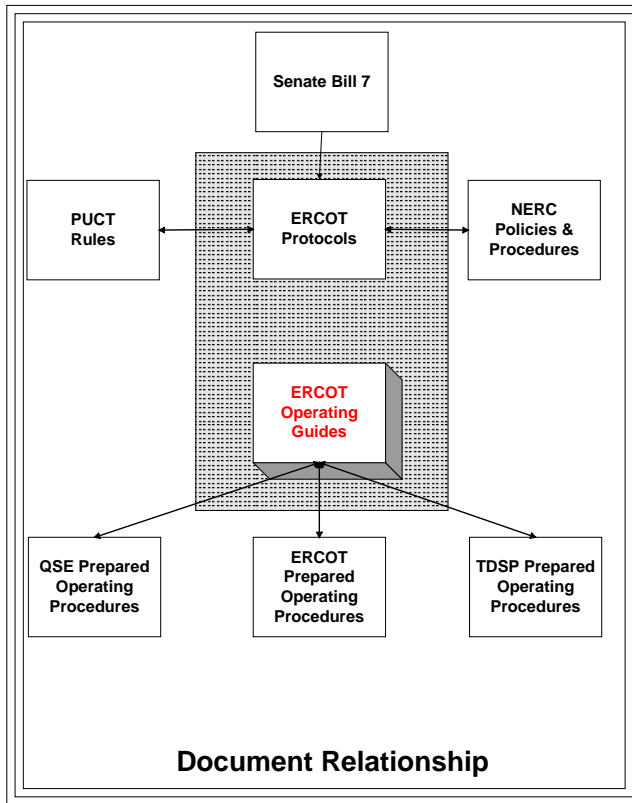 Senate Bill 7
PUCT
Rules
ERCOT
Protocols
NERC
Policies &
Procedures
ERCOT
Operating
Guides
QSE Prepared
Operating
Procedures
ERCOT
Prepared
Operating
Procedures
TDSP Prepared
Operating
Procedures
Document Relationship